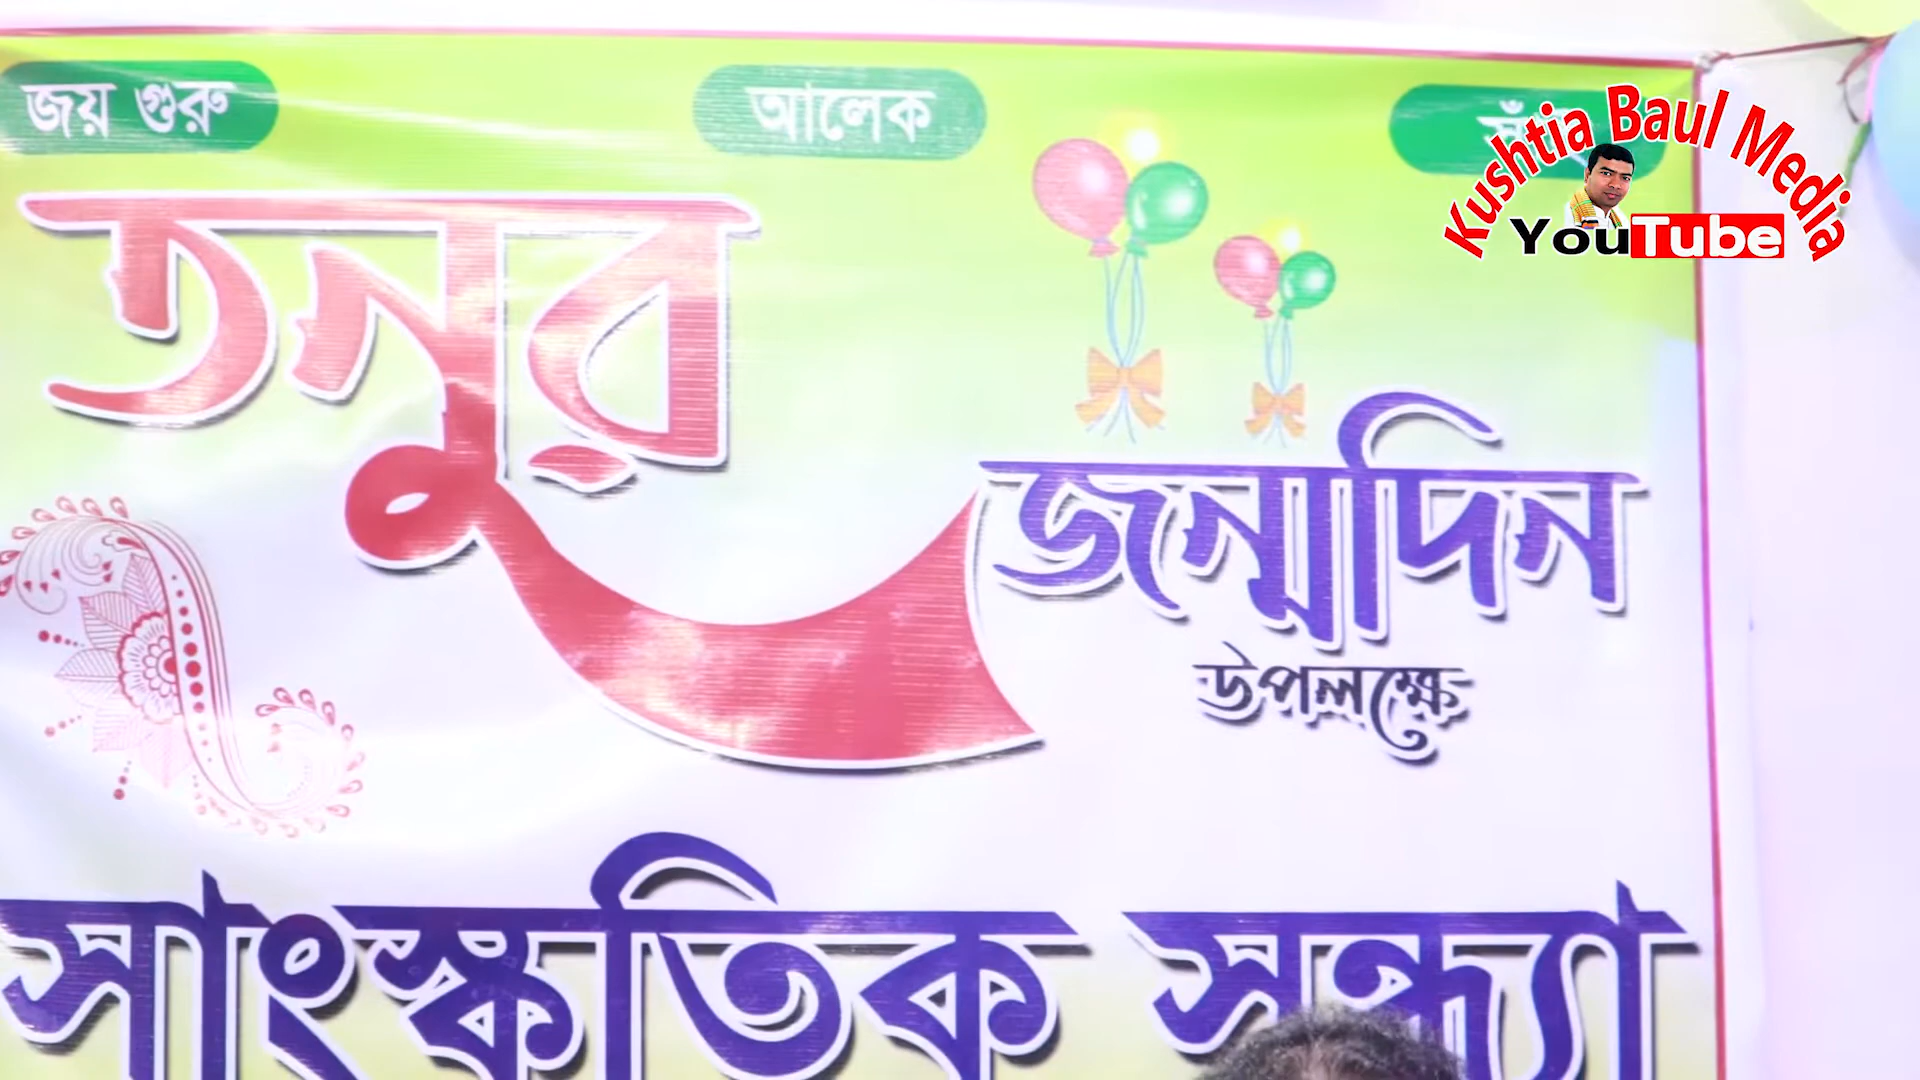 জয় গুরু
আলেক
Kushtia Baul Media
YouTube
তনুর
জন্মদিন
উপলক্ষে
সাংস্কৃতিক সন্ধ্যা